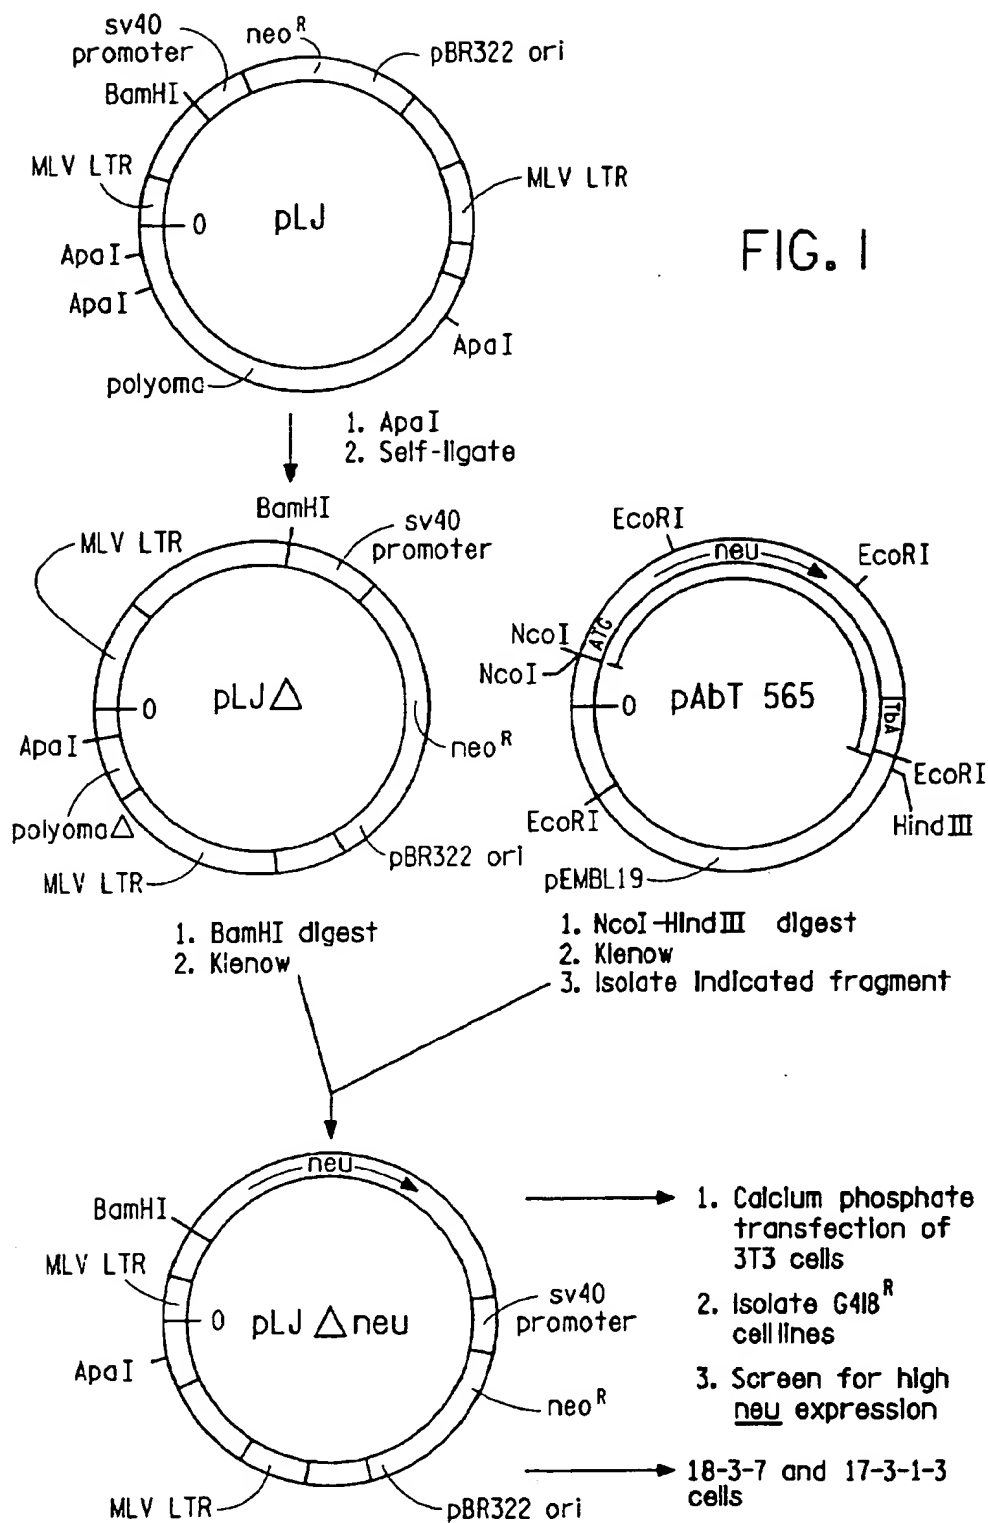 sv40
promoter
neo R
pBR322 ori
BamHI
MLV LTR
MLV LTR
0
pLJ
ApaI
ApaI
ApaI
polyoma
FIG. 1
1. ApaI
2. Self-ligate
BamHI
sv40
promoter
MLV LTR
0
pLJ △
ApaI
neo R
polyoma △
pBR322 ori
MLV LTR
EcoRI
neu
EcoRI
NcoI
ATG
NcoI
0
pAbT 565
TbA
EcoRI
EcoRI
HindIII
pEMBL19
1. BamHI digest
2. Klenow
1. NcoI-HindIII digest
2. Klenow
3. Isolate indicated fragment
neu
BamHI
MLV LTR
0
pLJ △ neu
sv40
promoter
ApaI
neo R
MLV LTR
pBR322 ori
1. Calcium phosphate
transfection of
3T3 cells
2. Isolate G418 R
cell lines
3. Screen for high
neu expression
18-3-7 and 17-3-1-3
cells